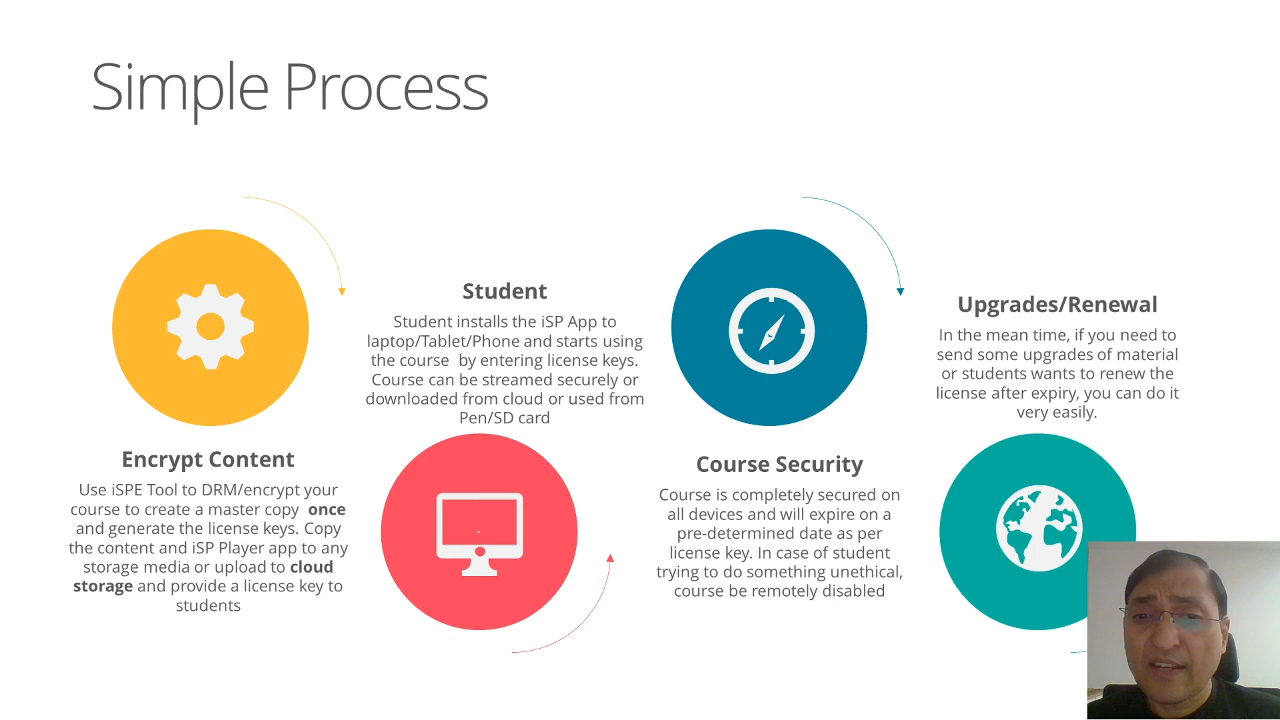 Simple Process
Encrypt Content
Use iSPE Tool to DRM/encrypt your
course to create a master copy once
and generate the license keys. Copy
the content and iSP Player app to any
storage media or upload to cloud
storage and provide a license key to
students
Student
Student installs the iSP App to
laptop/Tablet/Phone and starts using
the course by entering license keys.
Course can be streamed securely or
downloaded from cloud or used from
Pen/SD card
Course Security
Course is completely secured on
all devices and will expire on a
pre-determined date as per
license key. In case of student
trying to do something unethical,
course be remotely disabled
Upgrades/Renewal
In the mean time, if you need to
send some upgrades of material
or students wants to renew the
license after expiry, you can do it
very easily.